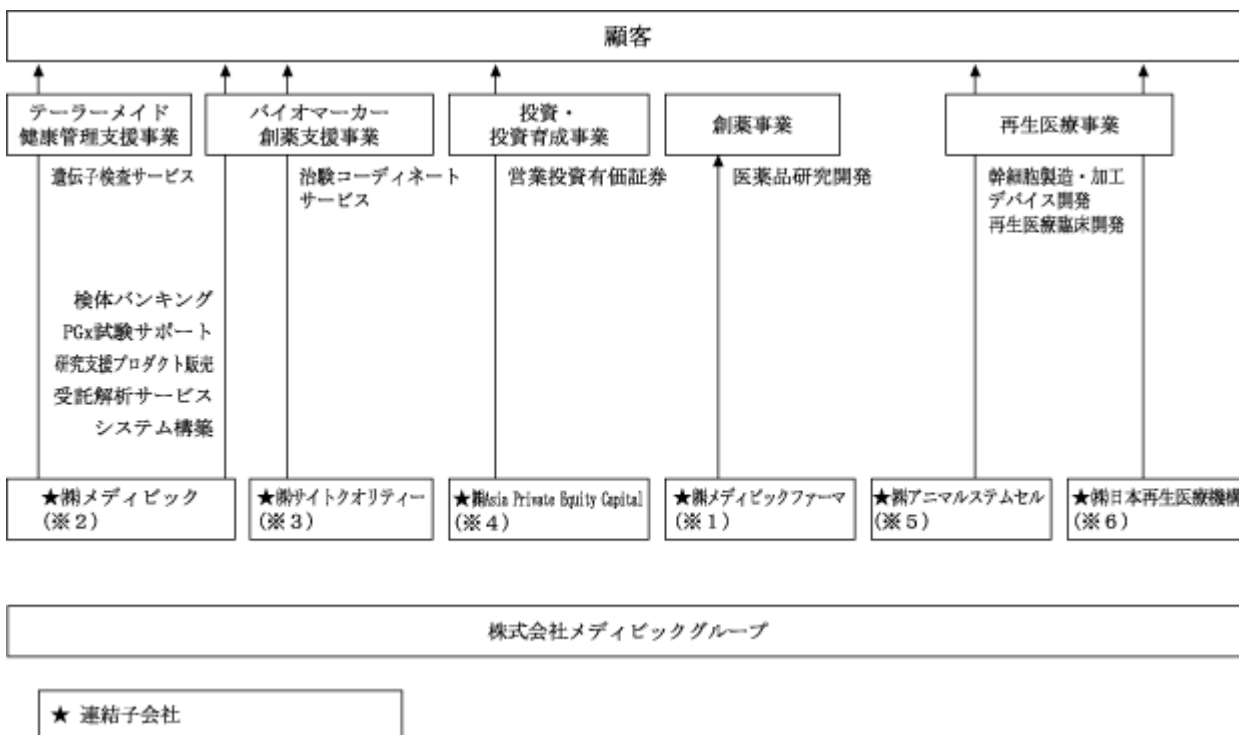 顧客
テーラーメイド
健康管理支援事業
バイオマーカー
創薬支援事業
投資・
投資育成事業
創薬事業
再生医療事業
遺伝子検査サービス
治験コーディネート
サービス
営業投資有価証券
医薬品研究開発
幹細胞製造・加工
デバイス開発
再生医療臨床開発
検体バンキング
PGx試験サポート
研究支援プロダクト販売
受託解析サービス
システム構築
★㈱メディビック
(※2)
★㈱サイトクオリティー
(※3)
★㈱Asia Private Equity Capital
(※4)
★㈱メディビックファーマ
(※1)
★㈱アニマルステムセル
(※5)
★㈱日本再生医療機構
(※6)
株式会社メディビックグループ
★ 連結子会社